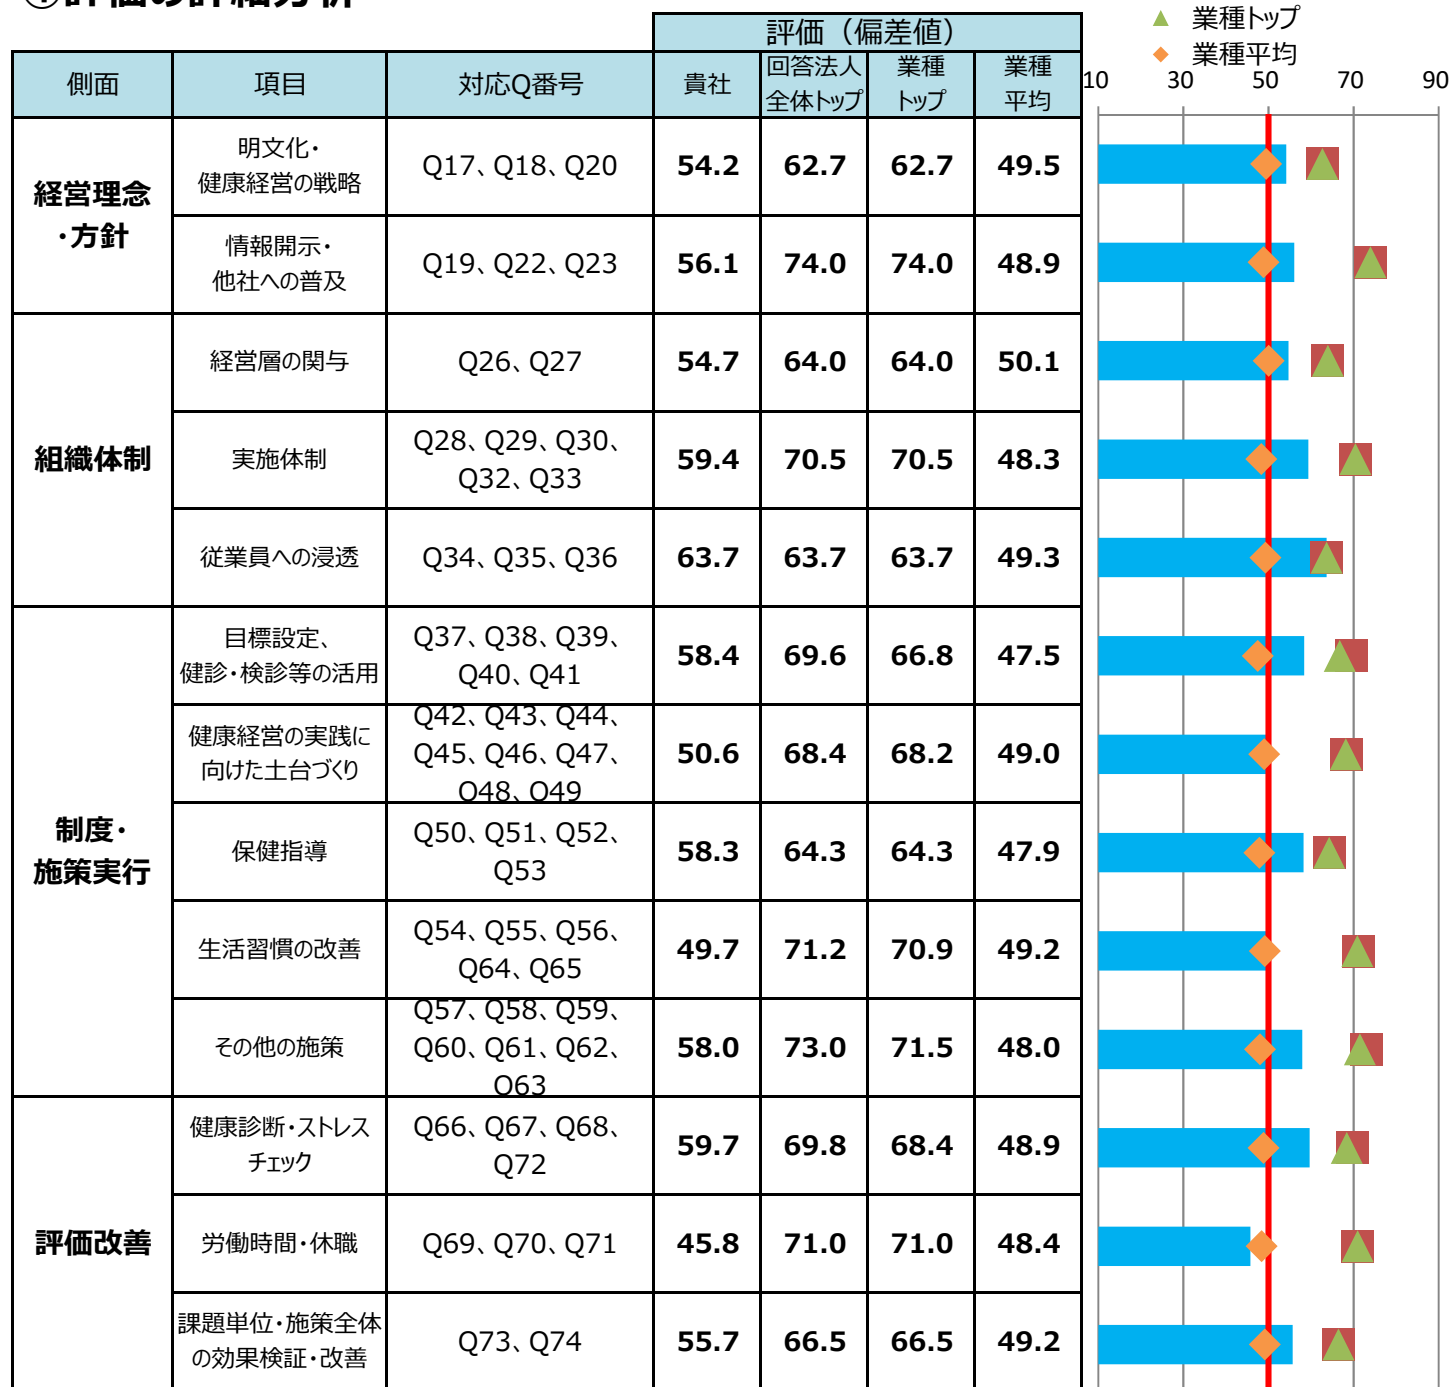 ①評価の詳細分析
業種トップ
業種平均
評価（偏差値）
側面 項目 対応Q番号 貴社 回答法人全体トップ 業種トップ 業種平均
10 30 50 70 90
経営理念・方針
明文化・
健康経営の戦略
Q17、Q18、Q20
54.2 62.7 62.7 49.5
情報開示・
他社への普及
Q19、Q22、Q23
56.1 74.0 74.0 48.9
組織体制
経営層の関与
Q26、Q27
54.7 64.0 64.0 50.1
実施体制
Q28、Q29、Q30、
Q32、Q33
59.4 70.5 70.5 48.3
従業員への浸透
Q34、Q35、Q36
63.7 63.7 63.7 49.3
制度・
施策実行
目標設定、
健診・検診等の活用
Q37、Q38、Q39、
Q40、Q41
58.4 69.6 66.8 47.5
健康経営の実践に
向けた土台づくり
Q42、Q43、Q44、
Q45、Q46、Q47、
Q48、Q49
50.6 68.4 68.2 49.0
保健指導
Q50、Q51、Q52、
Q53
58.3 64.3 64.3 47.9
生活習慣の改善
Q54、Q55、Q56、
Q64、Q65
49.7 71.2 70.9 49.2
その他の施策
Q57、Q58、Q59、
Q60、Q61、Q62、
Q63
58.0 73.0 71.5 48.0
評価改善
健康診断・ストレス
チェック
Q66、Q67、Q68、
Q72
59.7 69.8 68.4 48.9
労働時間・休職
Q69、Q70、Q71
45.8 71.0 71.0 48.4
課題単位・施策全体
の効果検証・改善
Q73、Q74
55.7 66.5 66.5 49.2